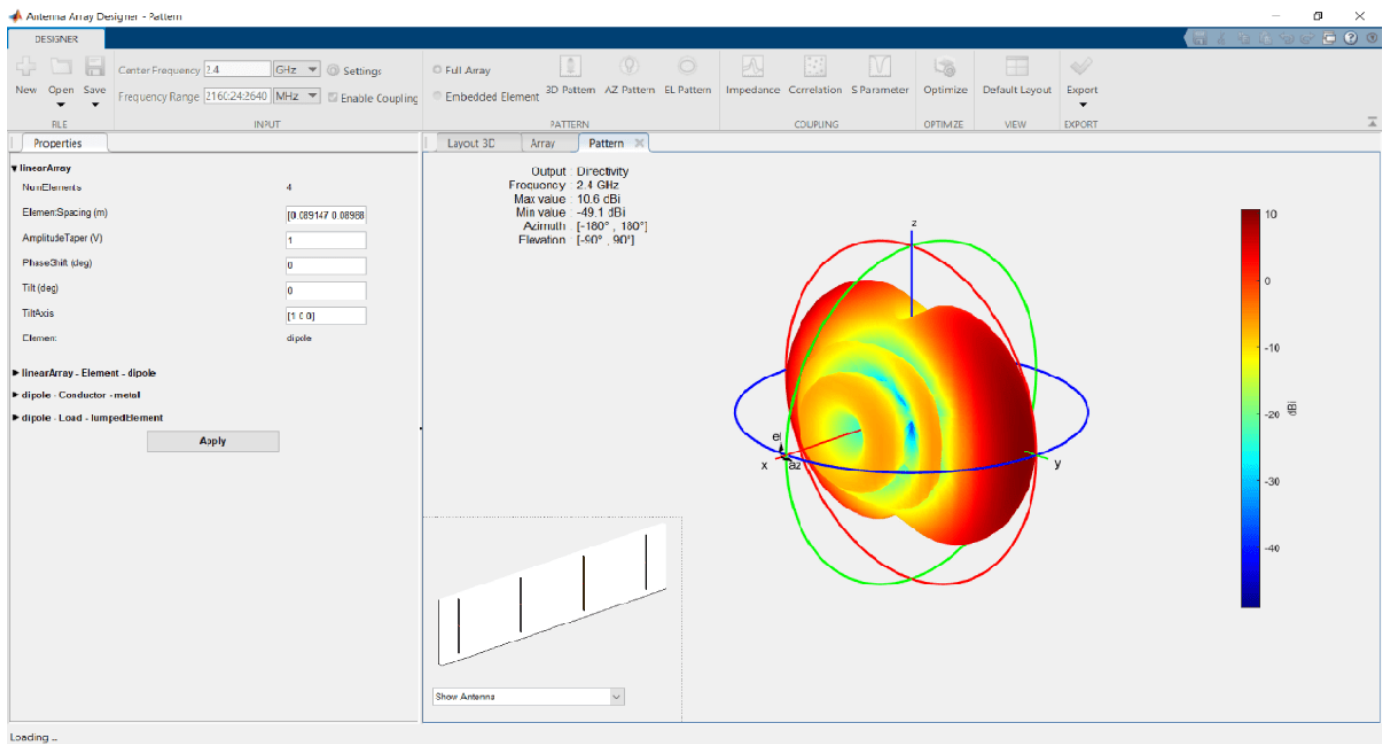 Antenna Array Designer - Pattern
DESIGNER
New Open Save
FILE
Center Frequency 2.4 GHz Settings
Frequency Range 2160:24:2640 MHz Enable Coupling
INPUT
Full Array
Embedded Element
3D Pattern AZ Pattern EL Pattern
PATTERN
Impedance Correlation S Parameter
COUPLING
Optimize
OPTIMIZE
Default Layout
VIEW
Export
EXPORT
Properties
linearArray
NumElements 4
ElementSpacing (m) [0.089147 0.08988
AmplitudeTaper (V) 1
PhaseShift (deg) 0
Tilt (deg) 0
TiltAxis [1 0 0]
Element dipole
linearArray - Element - dipole
dipole - Conductor - metal
dipole - Load - lumpedElement
Apply
Layout 3D Array Pattern
Output : Directivity
Frequency : 2.4 GHz
Max value : 10.6 dBi
Min value : -49.1 dBi
Azimuth : [-180° , 180°]
Elevation : [-90° , 90°]
z
el
x az
y
10
0
-10
-20
-30
-40
dBi
Show Antenna
Loading ...